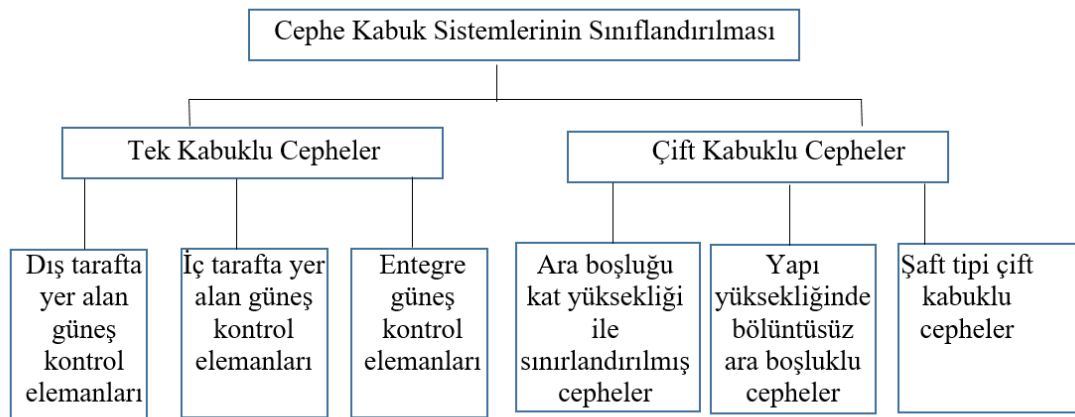 Cephe Kabuk Sistemlerinin Sınıflandırılması
Tek Kabuklu Cepheler
Çift Kabuklu Cepheler
Dış tarafta
yer alan
güneş
kontrol
elemanları
İç tarafta yer
alan güneş
kontrol
elemanları
Entegre
güneş
kontrol
elemanları
Ara boşluğu
kat yüksekliği
ile
sınırlandırılmış
cepheler
Yapı
yüksekliğinde
bölüntüsüz
ara boşluklu
cepheler
Şaft tipi çift
kabuklu
cepheler